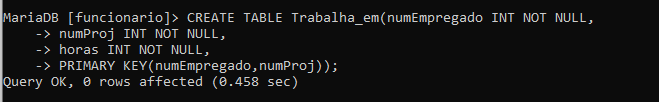 MariaDB [funcionario]> CREATE TABLE Trabalha_em(numEmpregado INT NOT NULL,
    -> numProj INT NOT NULL,
    -> horas INT NOT NULL,
    -> PRIMARY KEY(numEmpregado,numProj));
Query OK, 0 rows affected (0.458 sec)